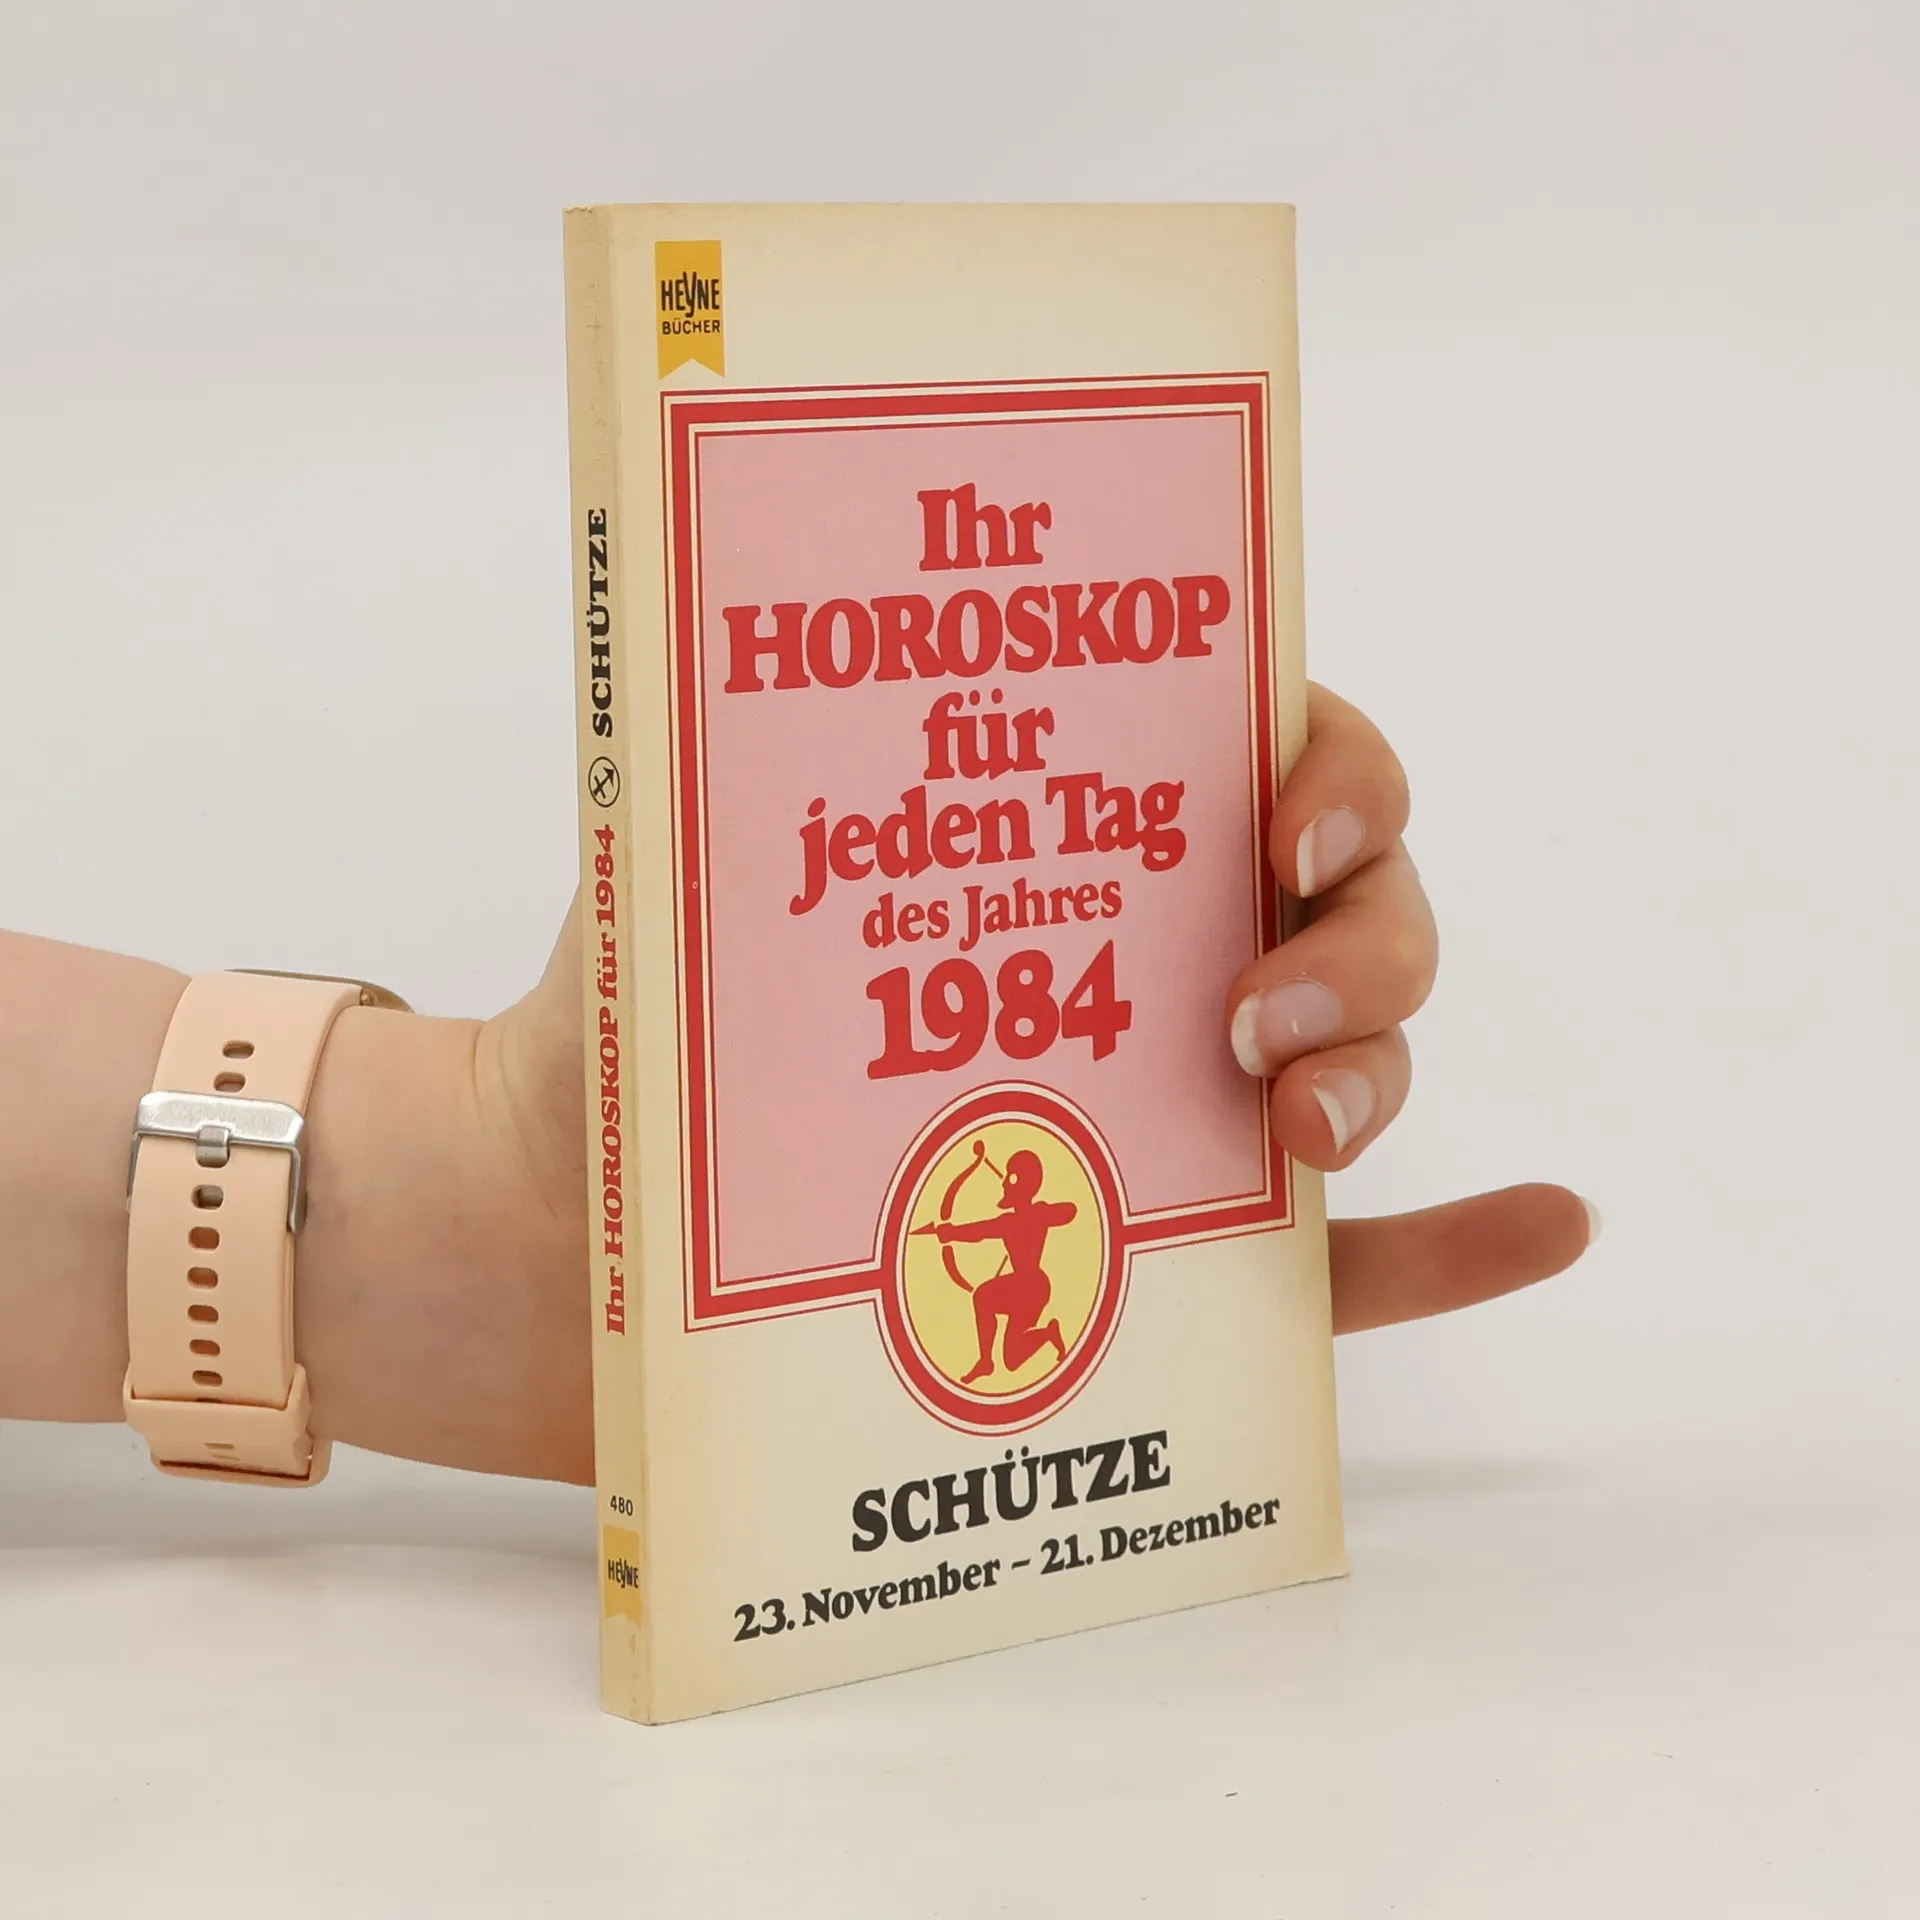 HEYNE
BÜCHER
Ihr
HOROSKOP
für
jeden Tag
des Jahres
1984
SCHÜTZE
23. November – 21. Dezember
Ihr HOROSKOP für 1984 SCHÜTZE
480
HEYNE